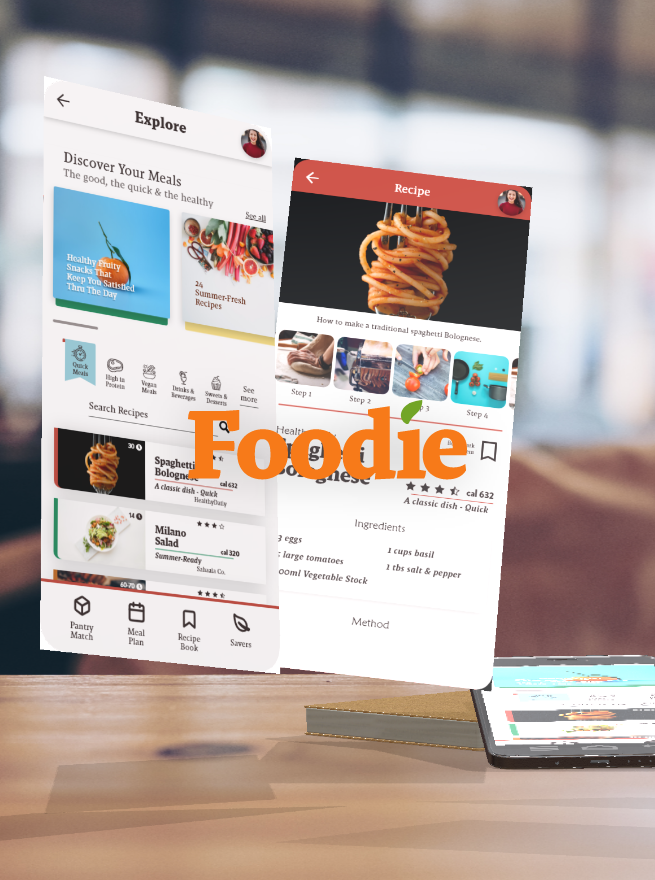 Explore
Discover Your Meals
The good, the quick & the healthy
See all
Healthy Fruity
Snacks That
Keep You Satisfied
Thru The Day
24
Summer-Fresh
Recipes
Quick
Meals
High in
Protein
Vegan
Meals
Drinks &
Beverages
Sweets &
Desserts
See
more
Search Recipes
30
Spaghetti
Bolognese
cal 632
A classic dish - Quick
HealthyDaily
14
Milano
Salad
cal 320
Summer-Ready
Salsatis Co.
60-70
Pantry
Match
Meal
Plan
Recipe
Book
Savers
Foodie
Recipe
How to make a traditional spaghetti Bolognese.
Step 1
Step 2
3
Step 4
Health
Spaghetti
Bolognese
cal 632
A classic dish - Quick
Ingredients
3 eggs
large tomatoes
00ml Vegetable Stock
1 cups basil
1 tbs salt & pepper
Method